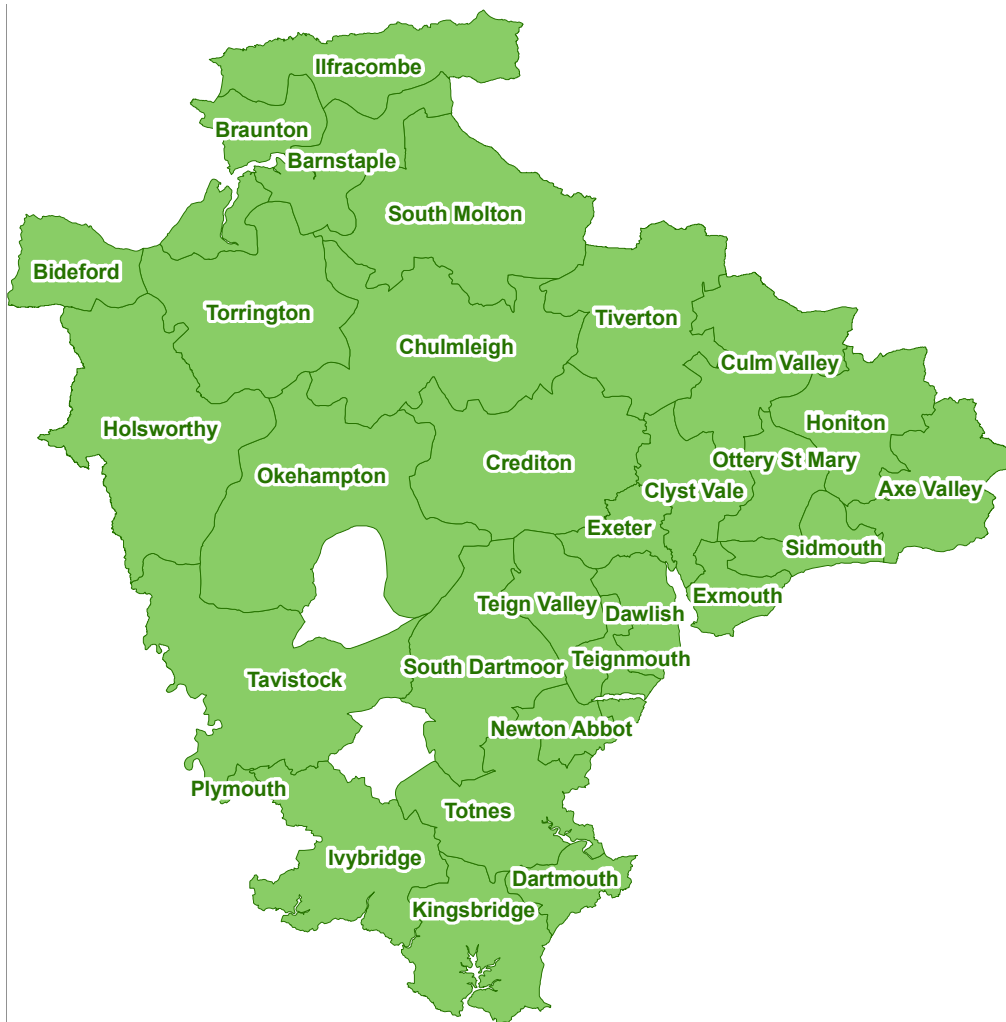 Ilfracombe
Braunton
Barnstaple
South Molton
Bideford
Torrington
Tiverton
Chulmleigh
Culm Valley
Holsworthy
Honiton
Okehampton
Crediton
Ottery St Mary
Clyst Vale
Axe Valley
Exeter
Sidmouth
Exmouth
Teign Valley
Dawlish
South Dartmoor
Teignmouth
Tavistock
Newton Abbot
Plymouth
Totnes
Ivybridge
Dartmouth
Kingsbridge